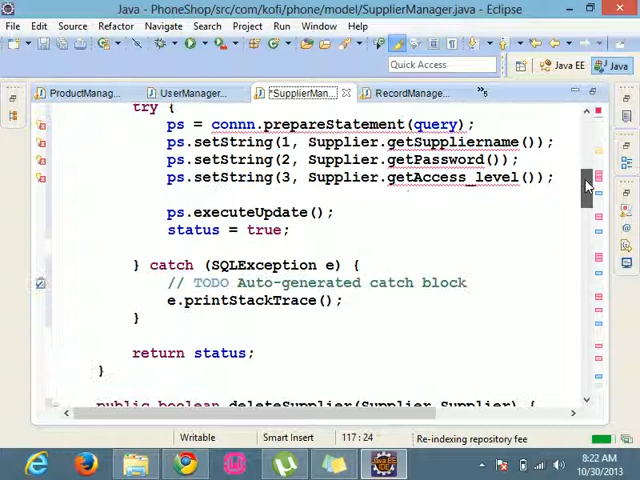 Java - PhoneShop/src/com/kofi/phone/model/SupplierManager.java - Eclipse
File Edit Source Refactor Navigate Search Project Run Window Help
Quick Access Java EE Java
ProductManag... UserManager... *SupplierMan... RecordManage... »5
try {
ps = connn.prepareStatement(query);
ps.setString(1, Supplier.getSuppliername());
ps.setString(2, Supplier.getPassword());
ps.setString(3, Supplier.getAccess_level());
ps.executeUpdate();
status = true;
} catch (SQLException e) {
// TODO Auto-generated catch block
e.printStackTrace();
}
return status;
}
public boolean deleteSupplier(Supplier Supplier) {
Writable Smart Insert 117 : 24 Re-indexing repository fee
8:22 AM
10/30/2013